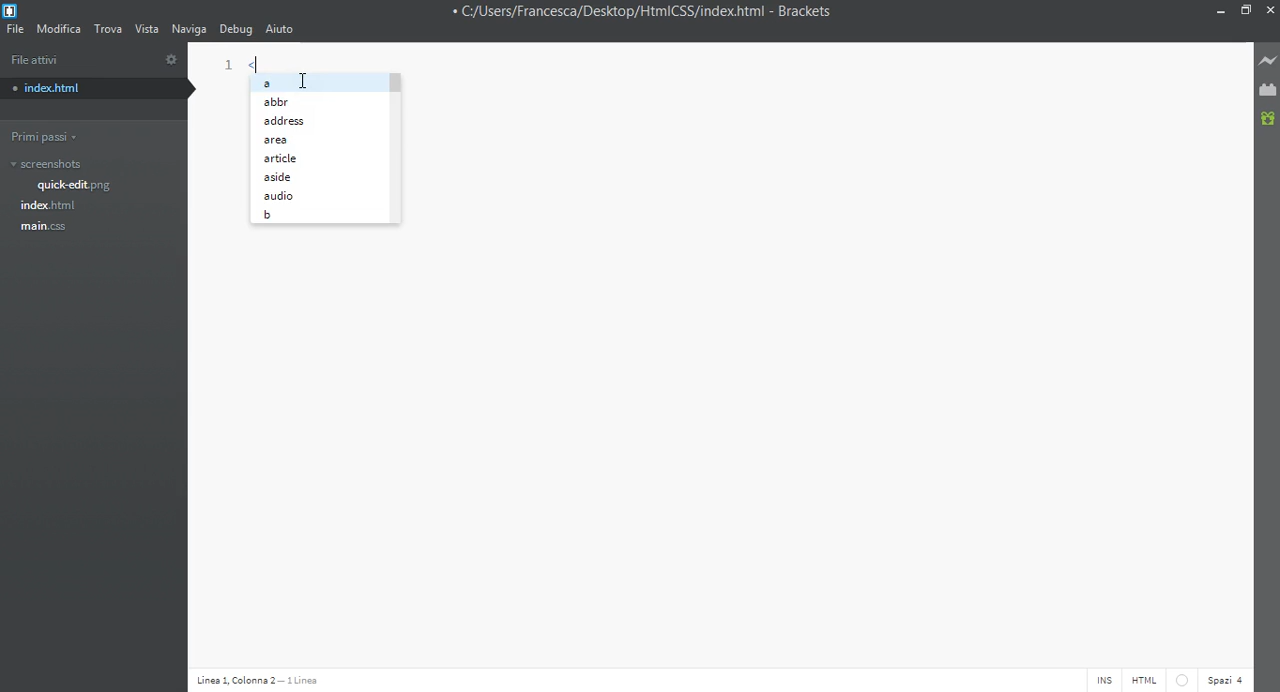 • C:/Users/Francesca/Desktop/HtmlCSS/index.html - Brackets
File Modifica Trova Vista Naviga Debug Aiuto
File attivi
• index.html
Primi passi
screenshots
quick-edit.png
index.html
main.css
1 <
a
abbr
address
area
article
aside
audio
b
Linea 1, Colonna 2 — 1 Linea
INS HTML Spazi 4